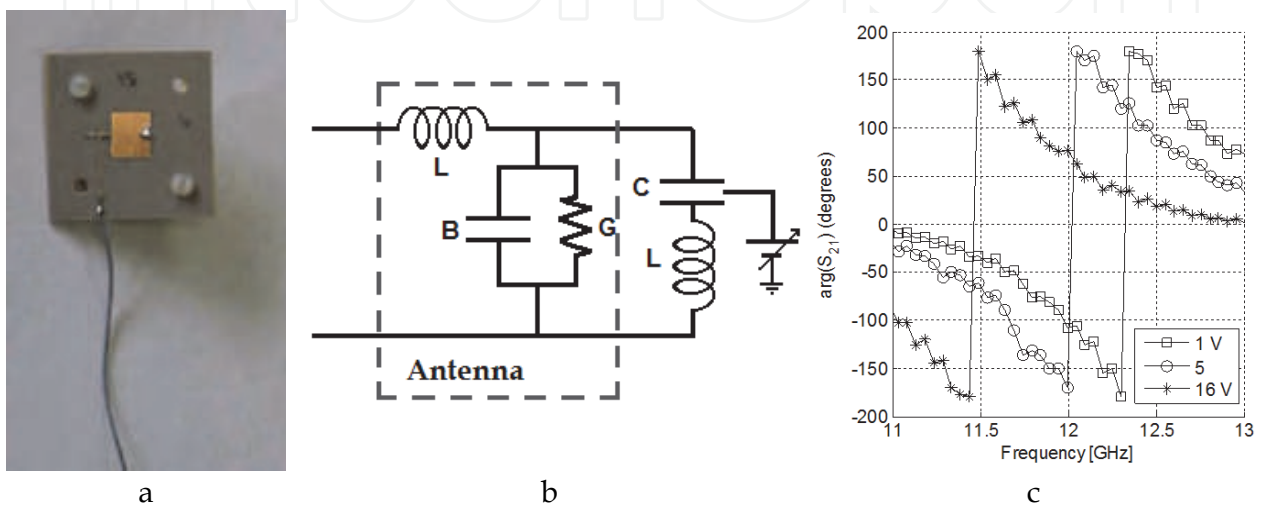 L
B
G
C
L
Antenna
200
150
100
50
0
-50
-100
-150
-200
arg(S21) (degrees)
11
11.5
12
12.5
13
Frequency [GHz]
1 V
5
16 V
a
b
c